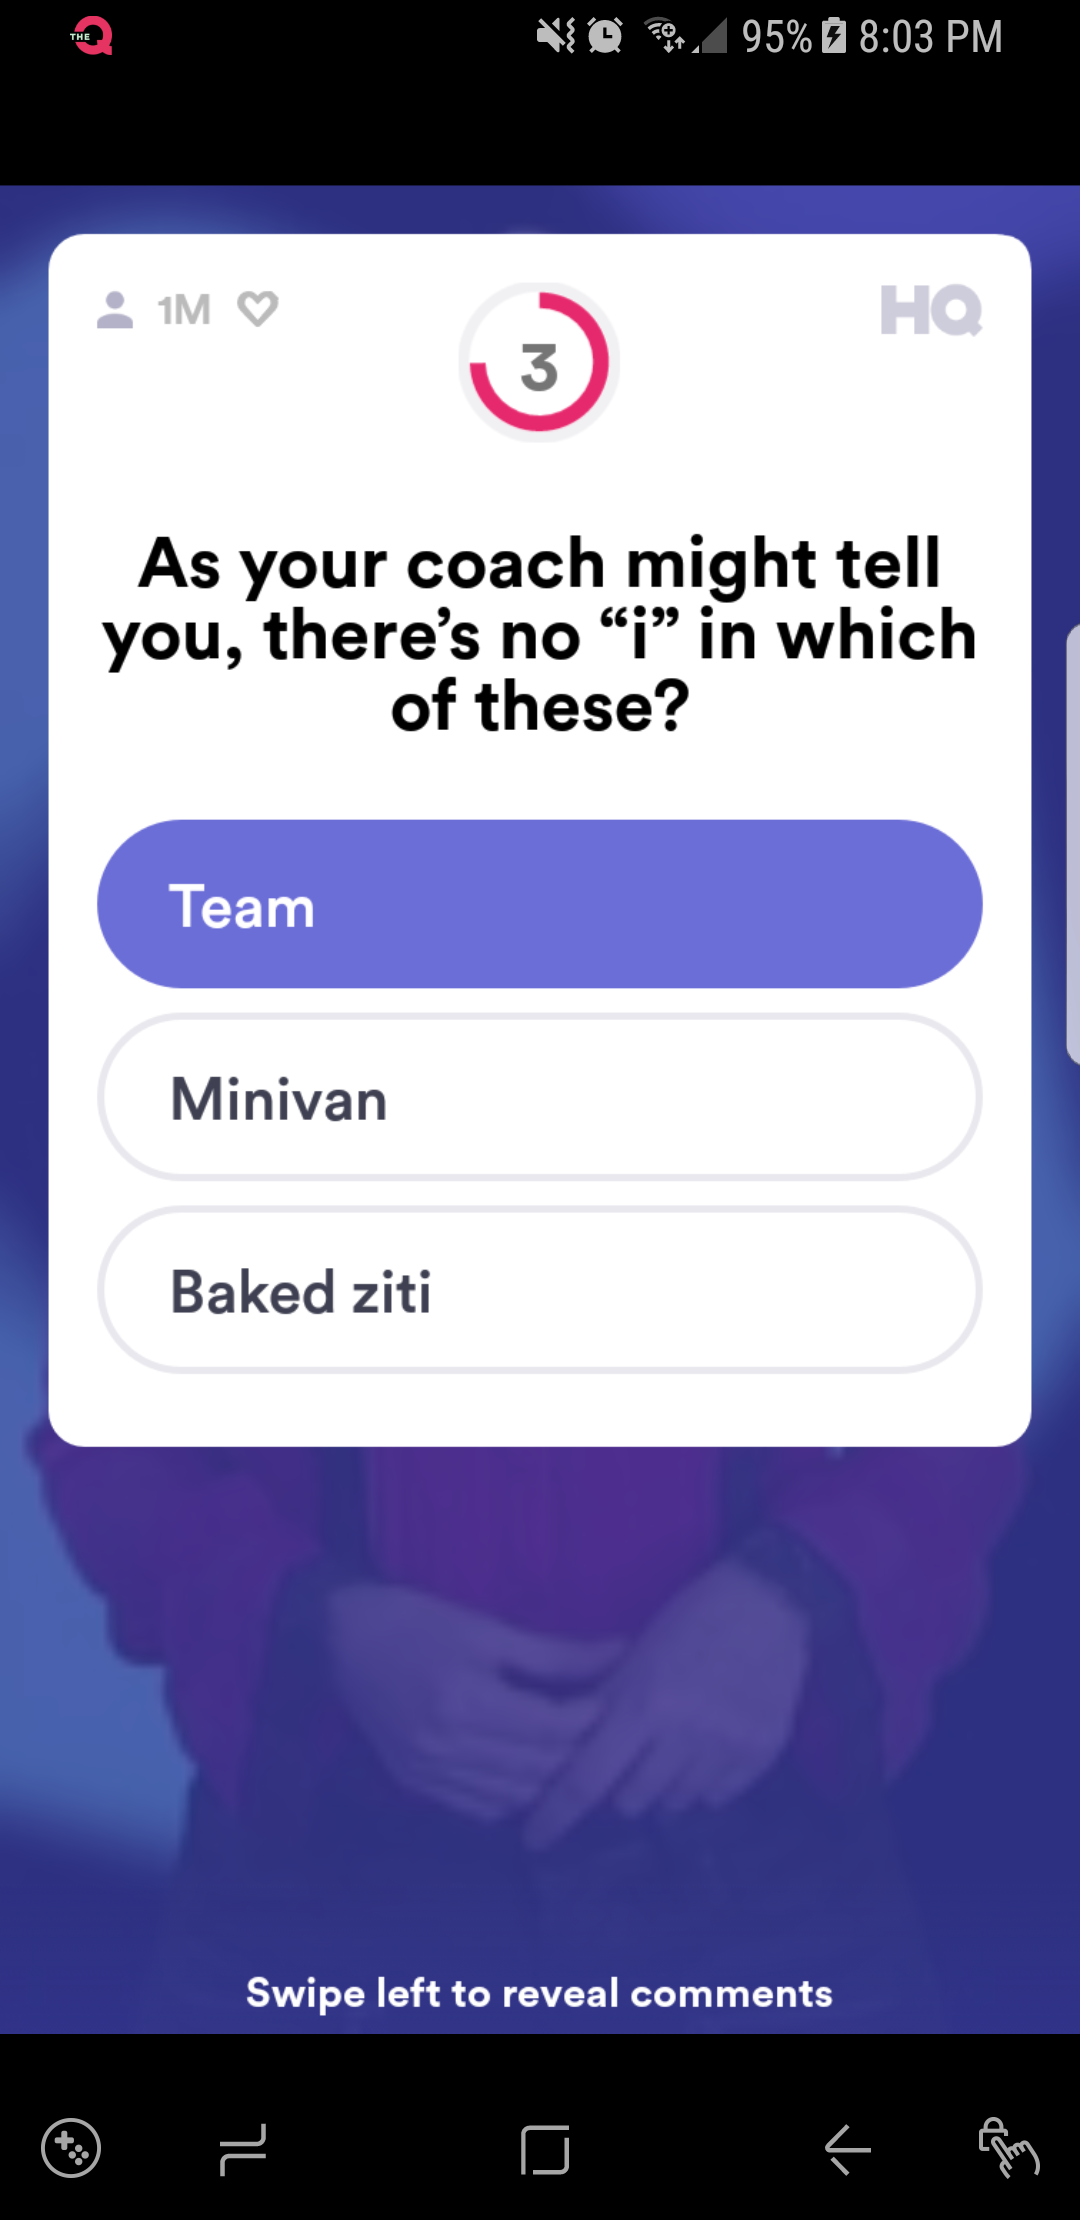 THE Q 95% 8:03 PM
1M HQ
3
As your coach might tell
you, there’s no “i” in which
of these?
Team
Minivan
Baked ziti
Swipe left to reveal comments